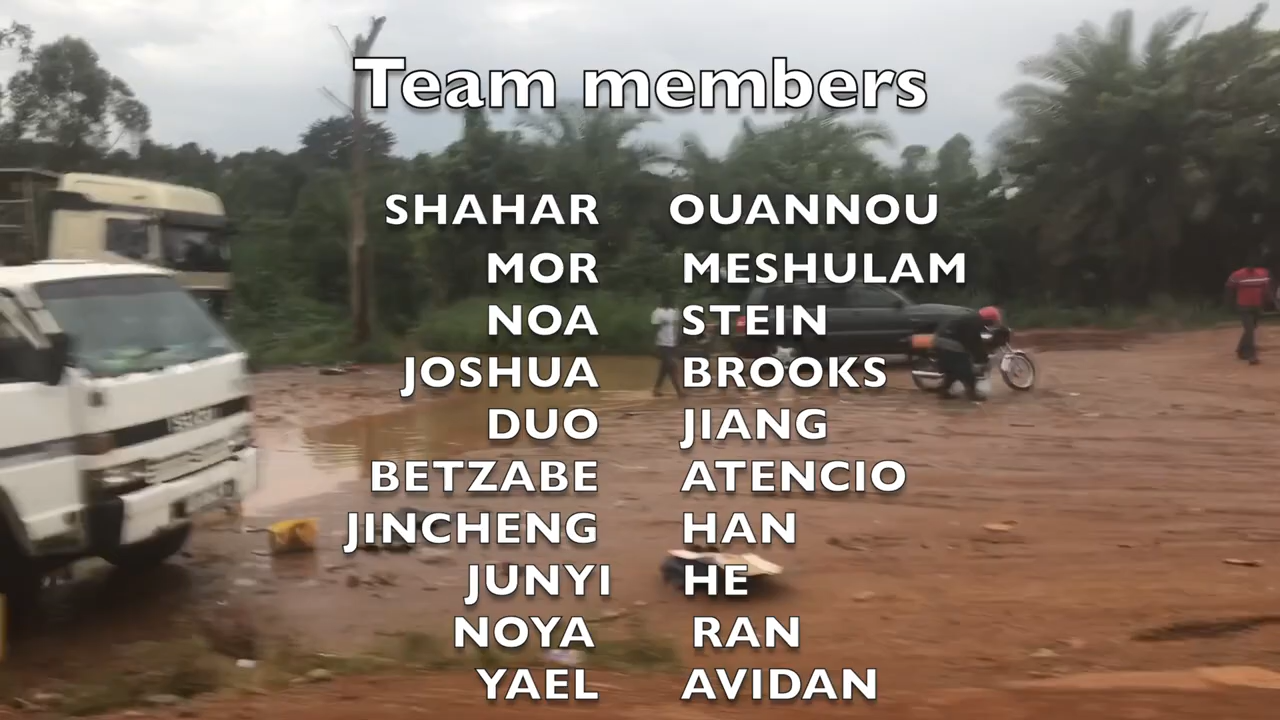 Team members
SHAHAR OUANNOU
MOR MESHULAM
NOA STEIN
JOSHUA BROOKS
DUO JIANG
BETZABE ATENCIO
JINCHENG HAN
JUNYI HE
NOYA RAN
YAEL AVIDAN